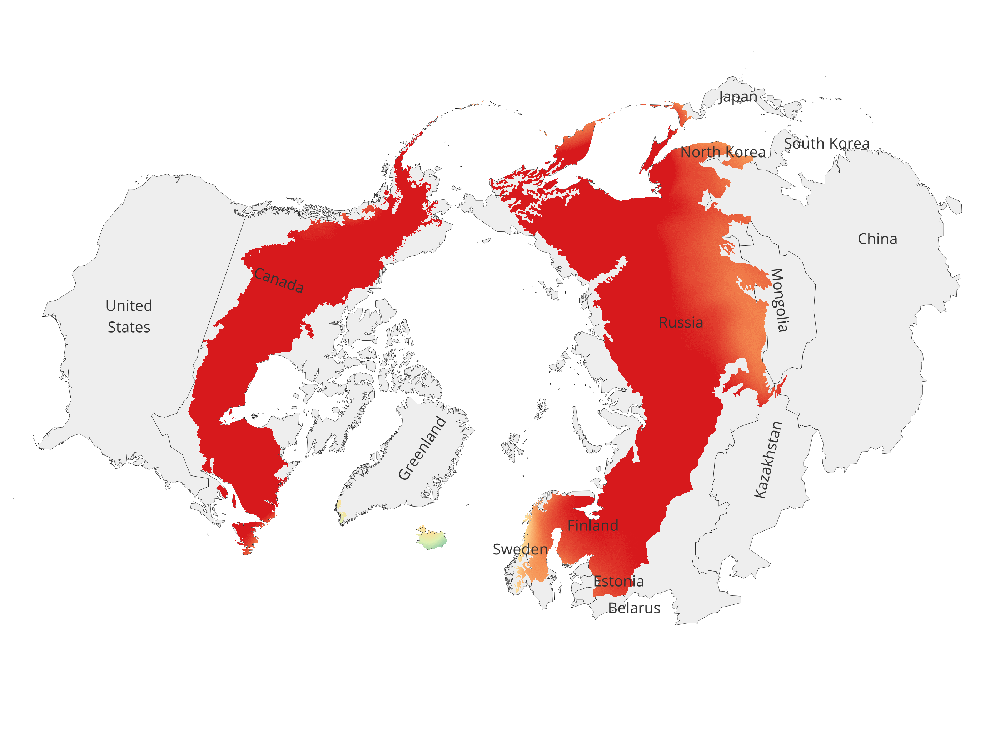 Japan
South Korea
North Korea
China
Canada
Mongolia
United
States
Russia
Greenland
Kazakhstan
Finland
Sweden
Estonia
Belarus